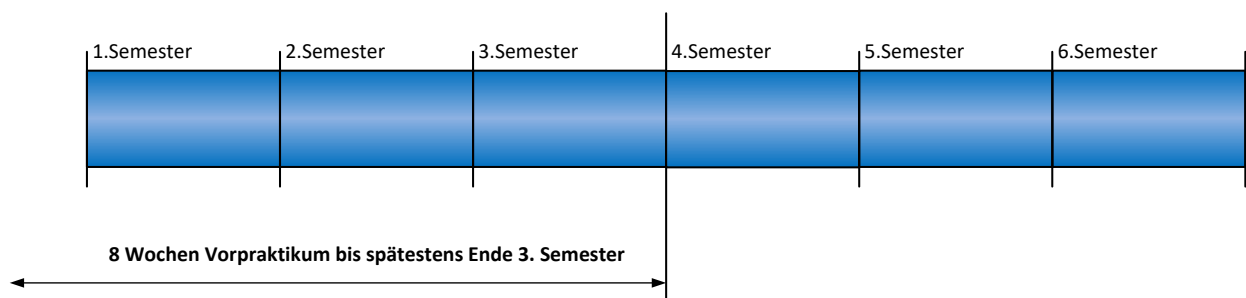 1.Semester 2.Semester 3.Semester 4.Semester 5.Semester 6.Semester
8 Wochen Vorpraktikum bis spätestens Ende 3. Semester